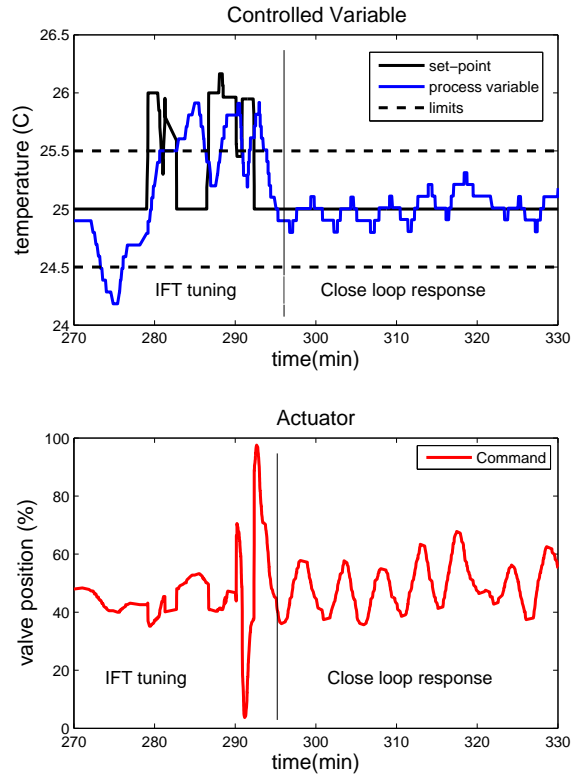 Controlled Variable
26.5
26
25.5
25
24.5
24
temperature (C)
set-point
process variable
limits
IFT tuning
Close loop response
270 280 290 300 310 320 330
time(min)
Actuator
100
80
60
40
20
0
valve position (%)
Command
IFT tuning
Close loop response
270 280 290 300 310 320 330
time(min)